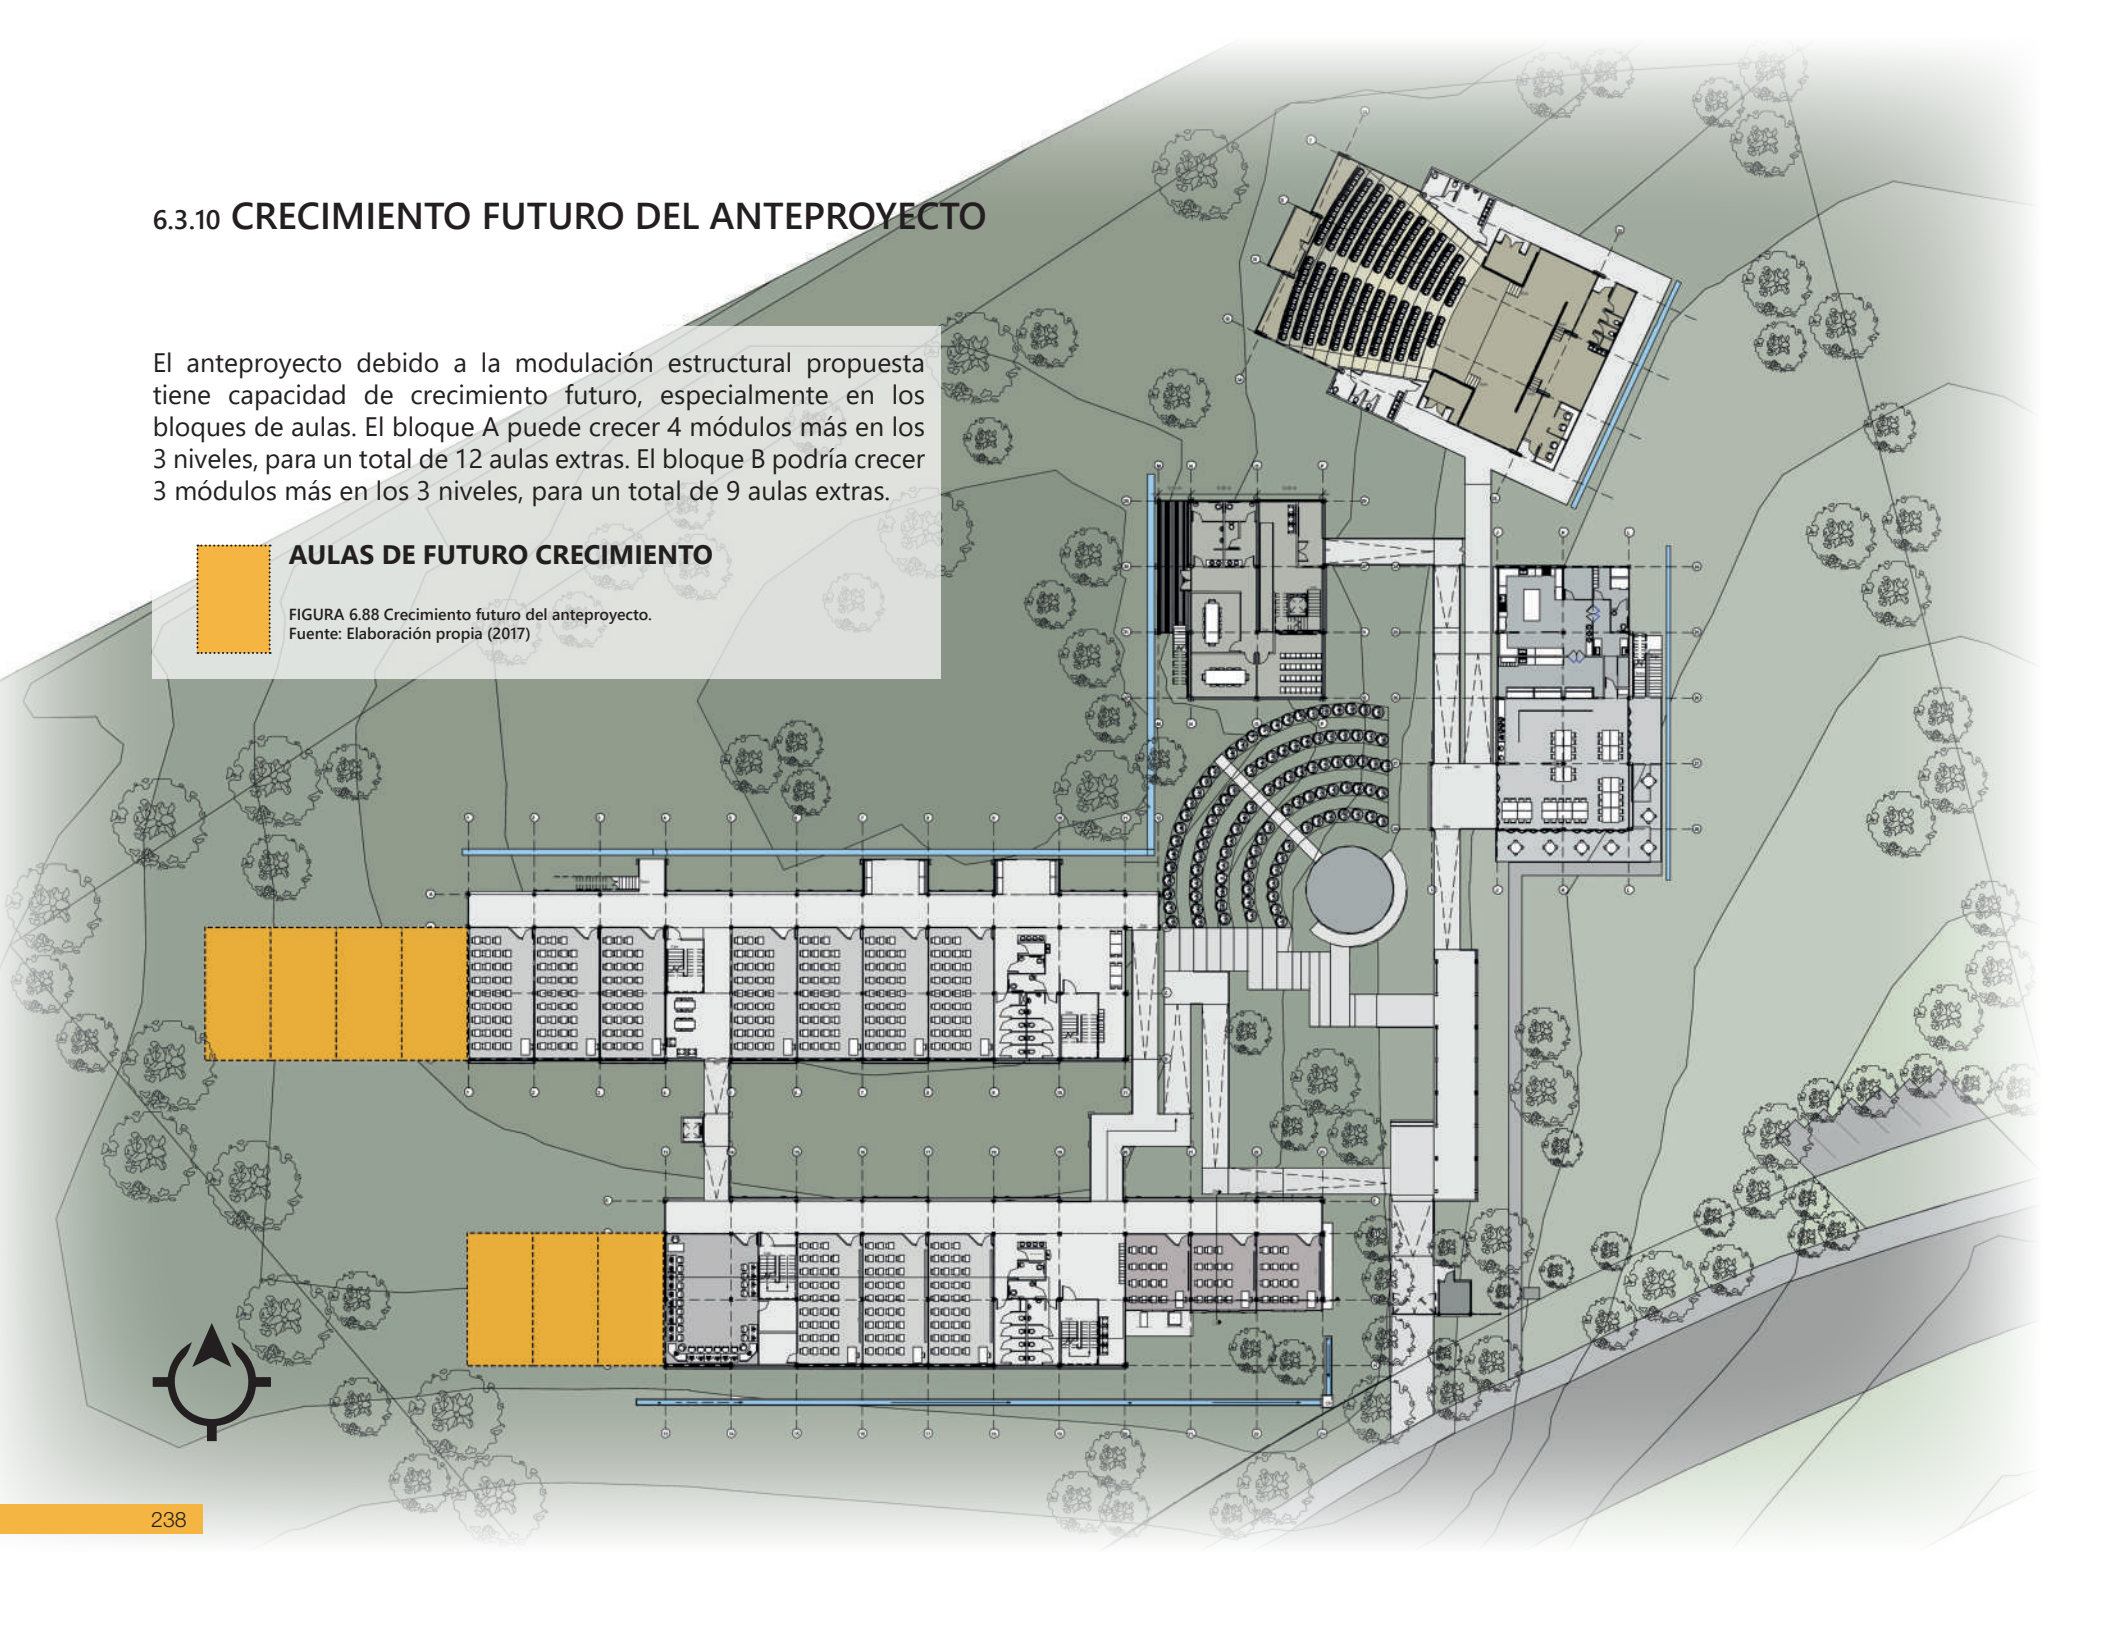 6.3.10 CRECIMIENTO FUTURO DEL ANTEPROYECTO
El anteproyecto debido a la modulación estructural propuesta
tiene capacidad de crecimiento futuro, especialmente en los
bloques de aulas. El bloque A puede crecer 4 módulos más en los
3 niveles, para un total de 12 aulas extras. El bloque B podría crecer
3 módulos más en los 3 niveles, para un total de 9 aulas extras.
AULAS DE FUTURO CRECIMIENTO
FIGURA 6.88 Crecimiento futuro del anteproyecto.
Fuente: Elaboración propia (2017)
238